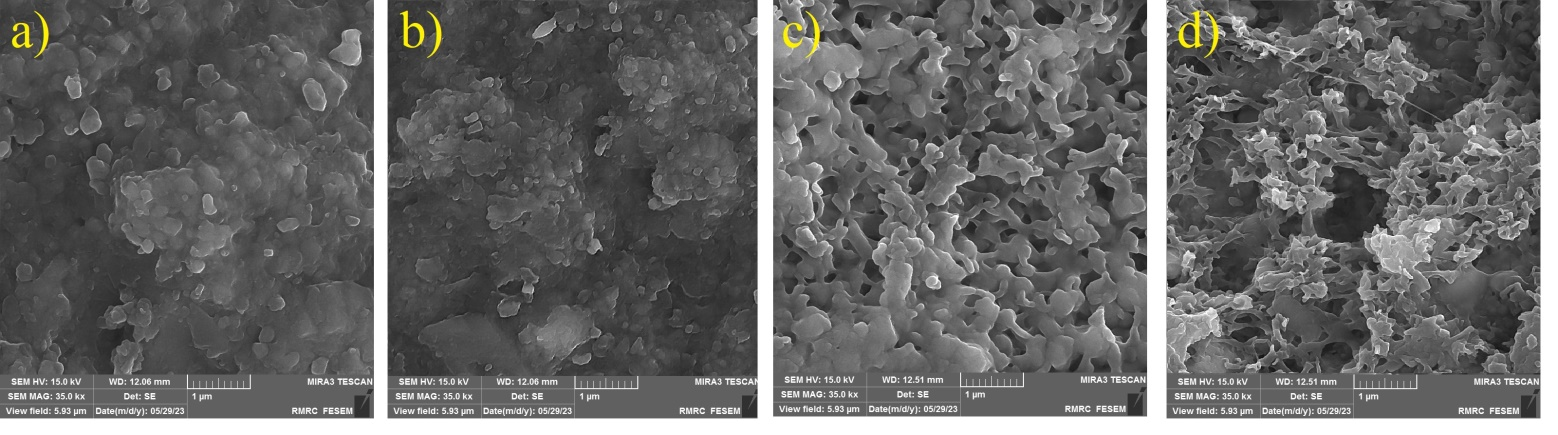 a)
SEM HV: 15.0 kV WD: 12.06 mm MIRA3 TESCAN
SEM MAG: 35.0 kx Det: SE 1 µm
View field: 5.93 µm Date(m/d/y): 05/29/23 RMRC FESEM
b)
SEM HV: 15.0 kV WD: 12.06 mm MIRA3 TESCAN
SEM MAG: 35.0 kx Det: SE 1 µm
View field: 5.93 µm Date(m/d/y): 05/29/23 RMRC FESEM
c)
SEM HV: 15.0 kV WD: 12.51 mm MIRA3 TESCAN
SEM MAG: 35.0 kx Det: SE 1 µm
View field: 5.93 µm Date(m/d/y): 05/29/23 RMRC FESEM
d)
SEM HV: 15.0 kV WD: 12.51 mm MIRA3 TESCAN
SEM MAG: 35.0 kx Det: SE 1 µm
View field: 5.93 µm Date(m/d/y): 05/29/23 RMRC FESEM